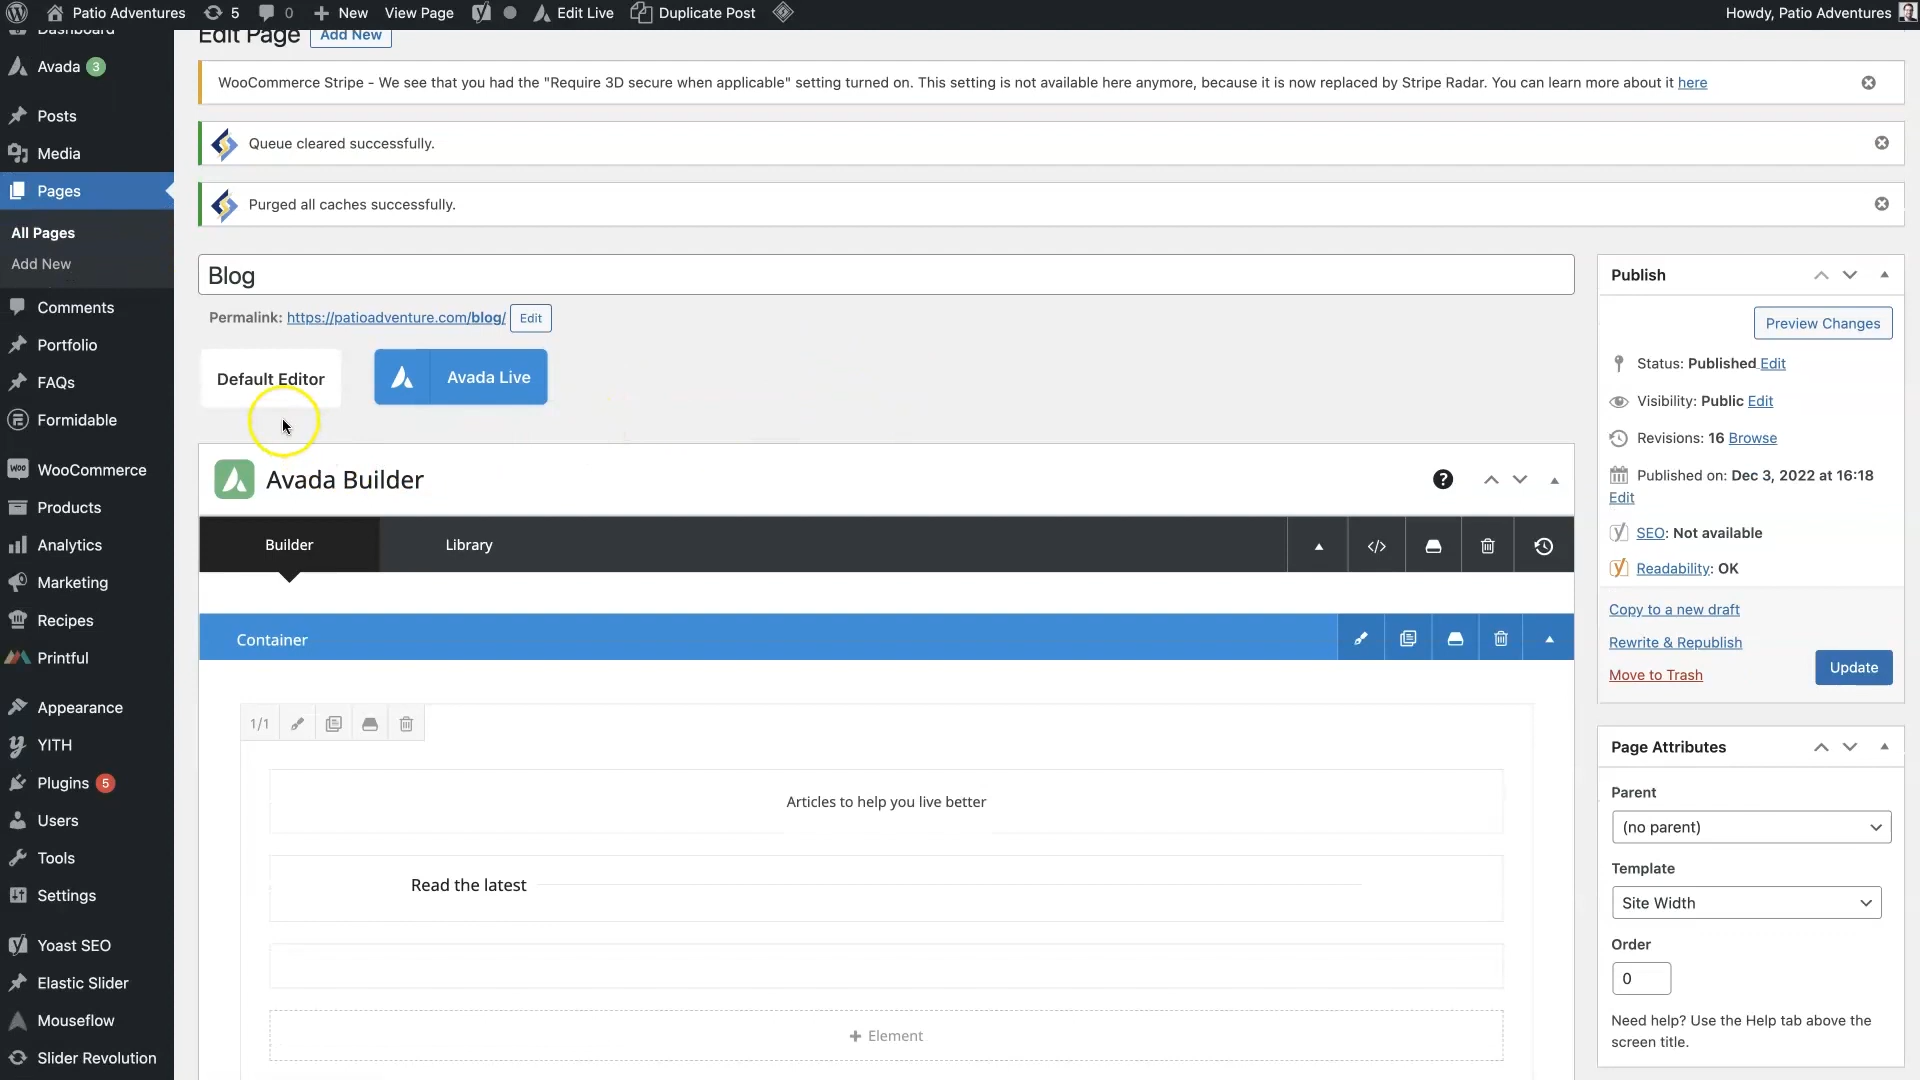 Patio Adventures
5
0
New
View Page
Edit Live
Duplicate Post
Howdy, Patio Adventures
Dashboard
Avada 3
Posts
Media
Pages
All Pages
Add New
Comments
Portfolio
FAQs
Formidable
WooCommerce
Products
Analytics
Marketing
Recipes
Printful
Appearance
YITH
Plugins 5
Users
Tools
Settings
Yoast SEO
Elastic Slider
Mouseflow
Slider Revolution
Edit Page
Add New
WooCommerce Stripe - We see that you had the "Require 3D secure when applicable" setting turned on. This setting is not available here anymore, because it is now replaced by Stripe Radar. You can learn more about it here
Queue cleared successfully.
Purged all caches successfully.
Blog
Permalink: https://patioadventure.com/blog/ Edit
Default Editor
Avada Live
Avada Builder
Builder
Library
Container
1/1
Articles to help you live better
Read the latest
+ Element
Publish
Preview Changes
Status: Published Edit
Visibility: Public Edit
Revisions: 16 Browse
Published on: Dec 3, 2022 at 16:18
Edit
SEO: Not available
Readability: OK
Copy to a new draft
Rewrite & Republish
Move to Trash
Update
Page Attributes
Parent
(no parent)
Template
Site Width
Order
0
Need help? Use the Help tab above the
screen title.